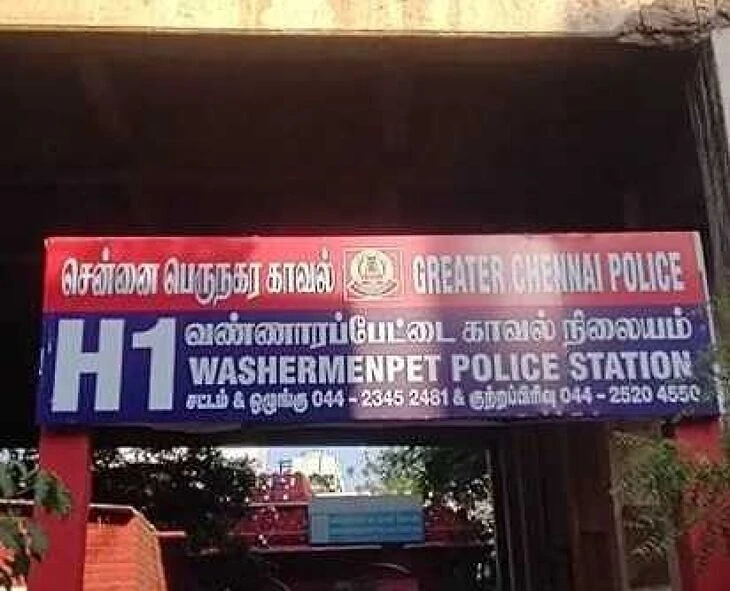 சென்னை பெருநகர காவல் GREATER CHENNAI POLICE
H1 வண்ணாரப்பேட்டை காவல் நிலையம்
WASHERMENPET POLICE STATION
சட்டம் & ஒழுங்கு 044 - 2345 2481 & குற்றப்பிரிவு 044 - 2520 4550